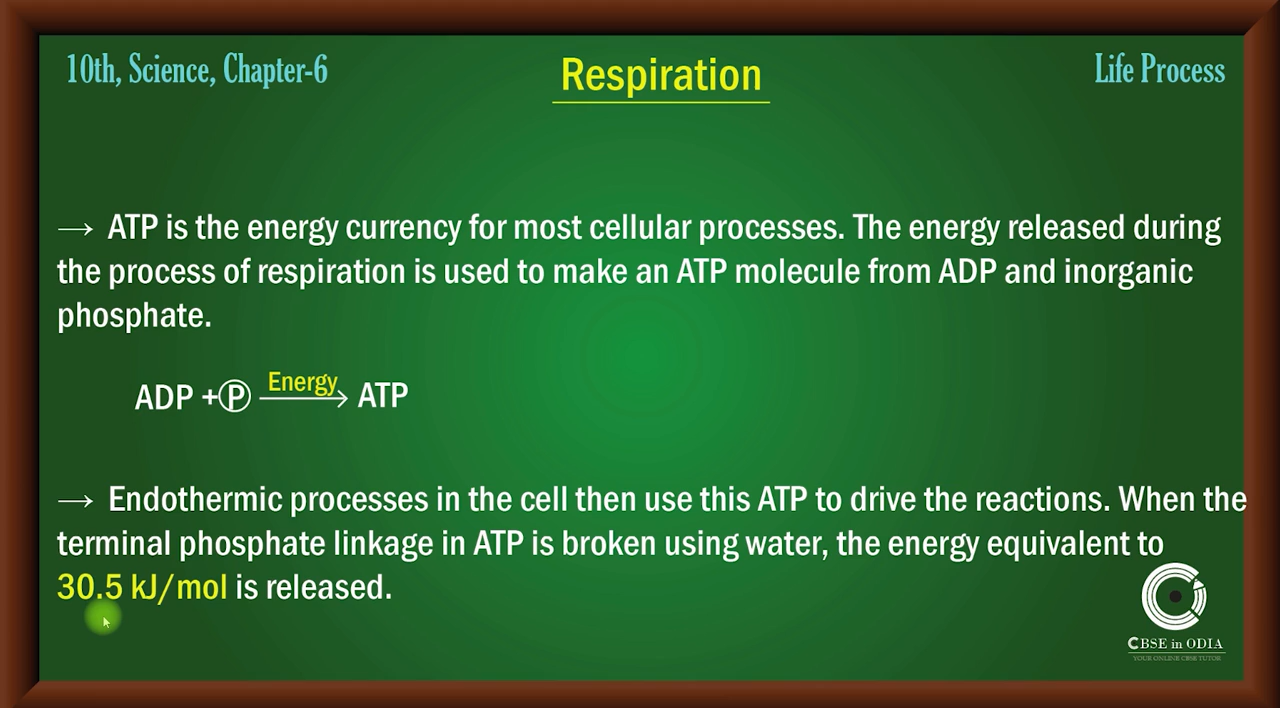 10th, Science, Chapter-6
Respiration
Life Process
→ ATP is the energy currency for most cellular processes. The energy released during
the process of respiration is used to make an ATP molecule from ADP and inorganic
phosphate.
Energy
ADP +Ⓟ ⟶ ATP
→ Endothermic processes in the cell then use this ATP to drive the reactions. When the
terminal phosphate linkage in ATP is broken using water, the energy equivalent to
30.5 kJ/mol is released.
CBSE in ODIA
YOUR ONLINE CBSE TUTOR